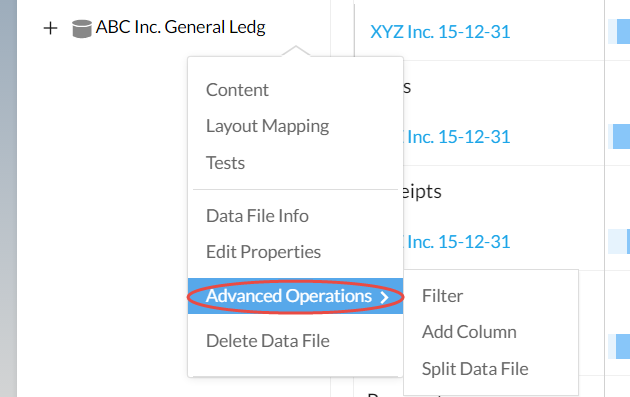 ABC Inc. General Ledg
XYZ Inc. 15-12-31
Content
Layout Mapping
Inc. 15-12-31
Tests
Data File Info
Inc. 15-12-31
Edit Properties
Advanced Operations
Filter
Add Column
Delete Data File
Split Data File